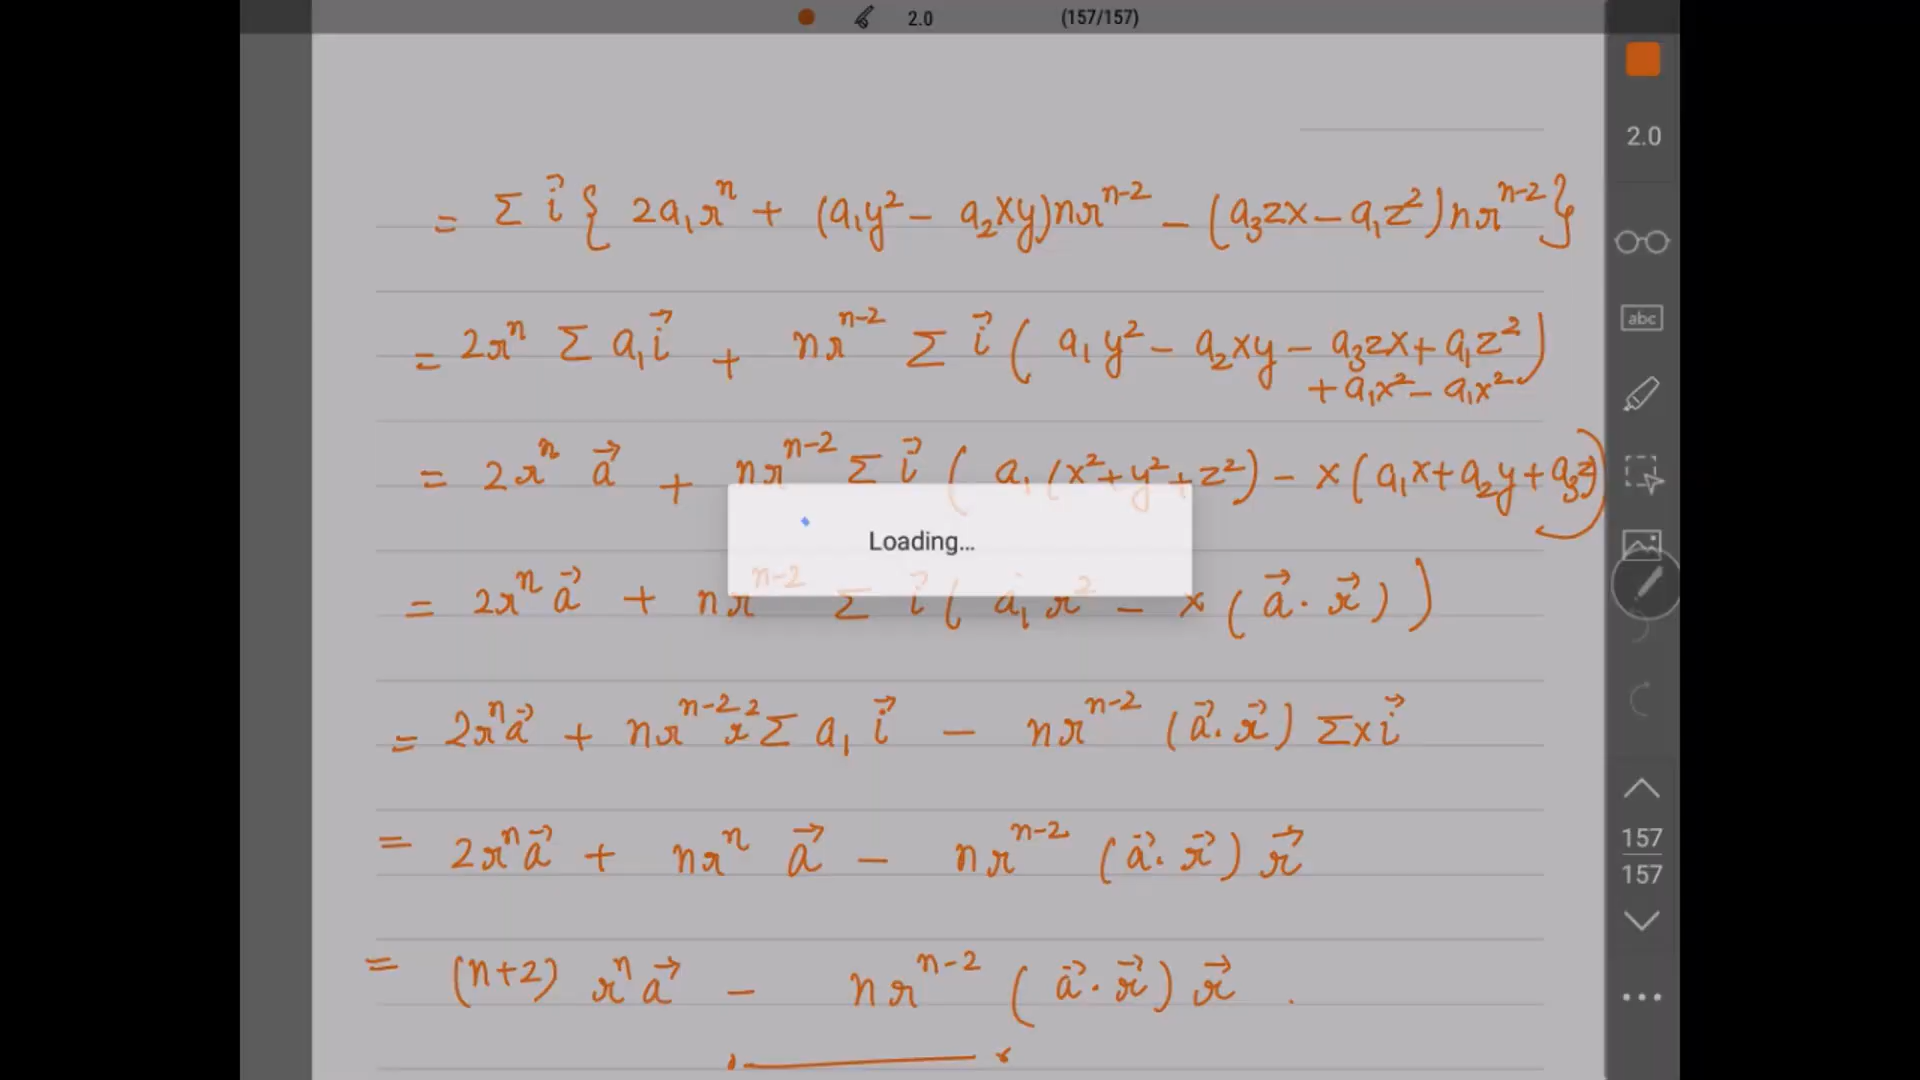 2.0 (157/157)
2.0
= Σ i⃗ { 2a₁rⁿ + (a₁y² − a₂xy)nrⁿ⁻² − (a₃zx − a₁z²)nrⁿ⁻² }
abc
= 2rⁿ Σ a₁i⃗ + nrⁿ⁻² Σ i⃗ ( a₁y² − a₂xy − a₃zx + a₁z²
+ a₁x² − a₁x² )
= 2rⁿ a⃗ + nrⁿ⁻² Σ i⃗ ( a₁(x²+y²+z²) − x(a₁x+a₂y+a₃z) )
Loading...
= 2rⁿa⃗ + nrⁿ⁻² Σ i⃗ ( a₁r² − x(a⃗·r⃗) )
= 2rⁿa⃗ + nrⁿ⁻²r² Σ a₁i⃗ − nrⁿ⁻² (a⃗·r⃗) Σxi⃗
= 2rⁿa⃗ + nrⁿ a⃗ − nrⁿ⁻² (a⃗·r⃗) r⃗
157
157
= (n+2) rⁿa⃗ − nrⁿ⁻² (a⃗·r⃗) r⃗ .